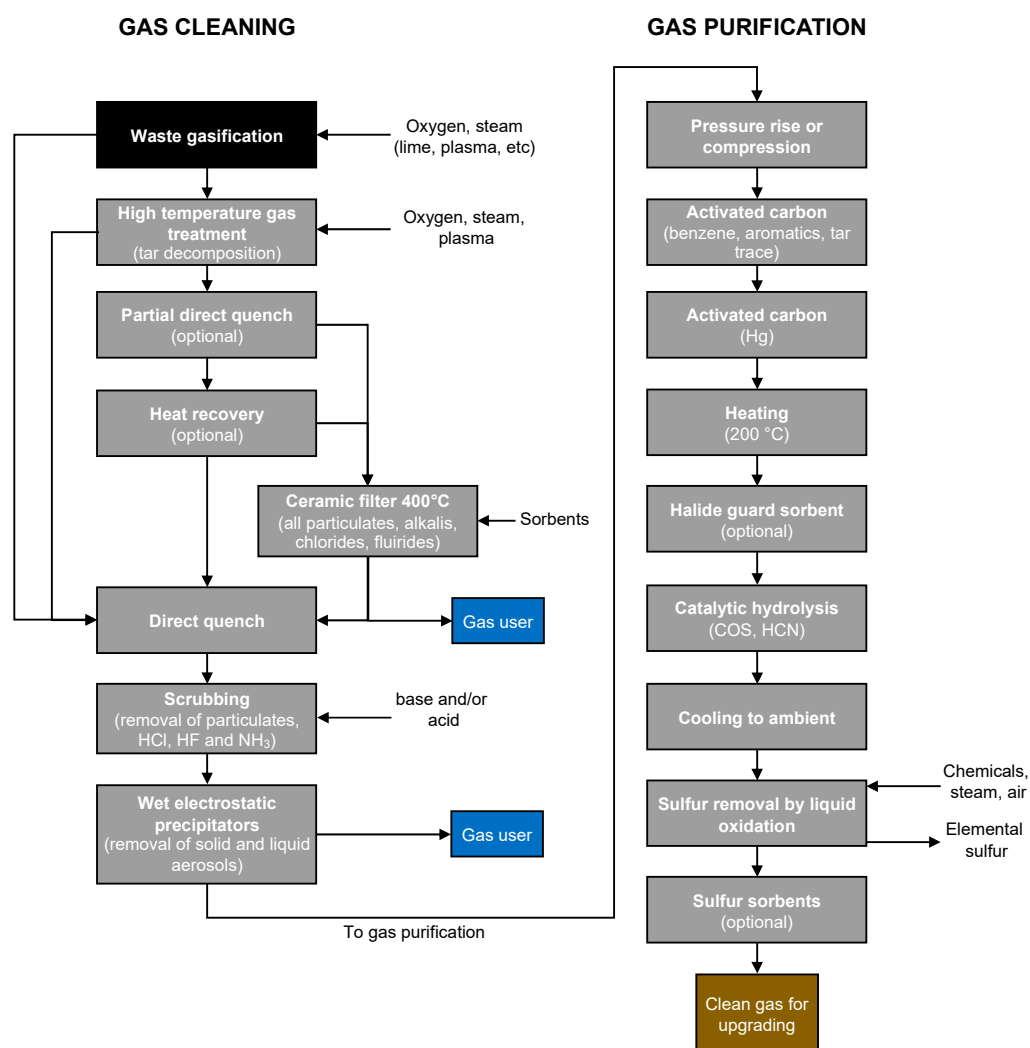 GAS CLEANING
Waste gasification
Oxygen, steam
(lime, plasma, etc)
High temperature gas
treatment
(tar decomposition)
Oxygen, steam,
plasma
Partial direct quench
(optional)
Heat recovery
(optional)
Ceramic filter 400°C
(all particulates, alkalis,
chlorides, fluirides)
Sorbents
Direct quench
Gas user
Scrubbing
(removal of particulates,
HCl, HF and NH₃)
base and/or
acid
Wet electrostatic
precipitators
(removal of solid and liquid
aerosols)
Gas user
To gas purification
GAS PURIFICATION
Pressure rise or
compression
Activated carbon
(benzene, aromatics, tar
trace)
Activated carbon
(Hg)
Heating
(200 °C)
Halide guard sorbent
(optional)
Catalytic hydrolysis
(COS, HCN)
Cooling to ambient
Sulfur removal by liquid
oxidation
Chemicals,
steam, air
Elemental
sulfur
Sulfur sorbents
(optional)
Clean gas for
upgrading